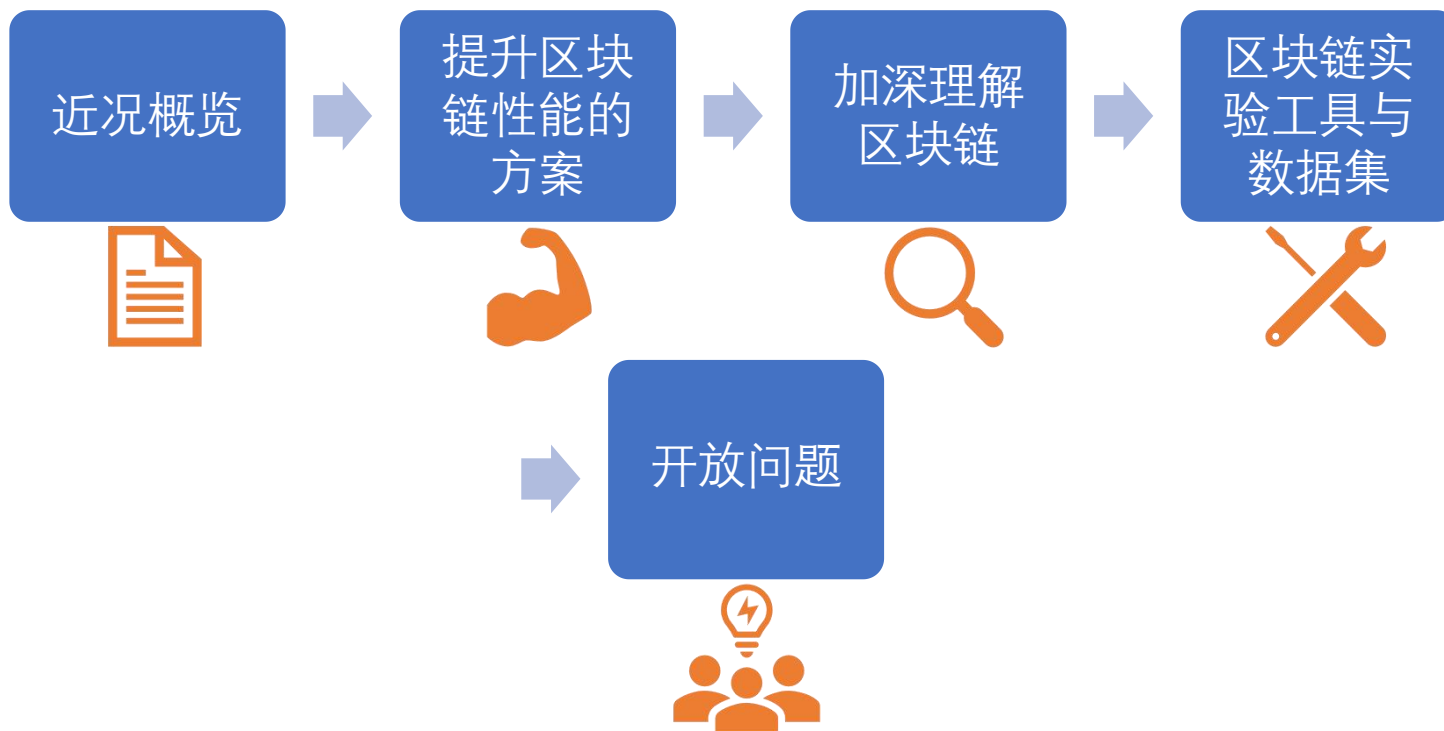 近况概览
提升区块
链性能的
方案
加深理解
区块链
区块链实
验工具与
数据集
开放问题